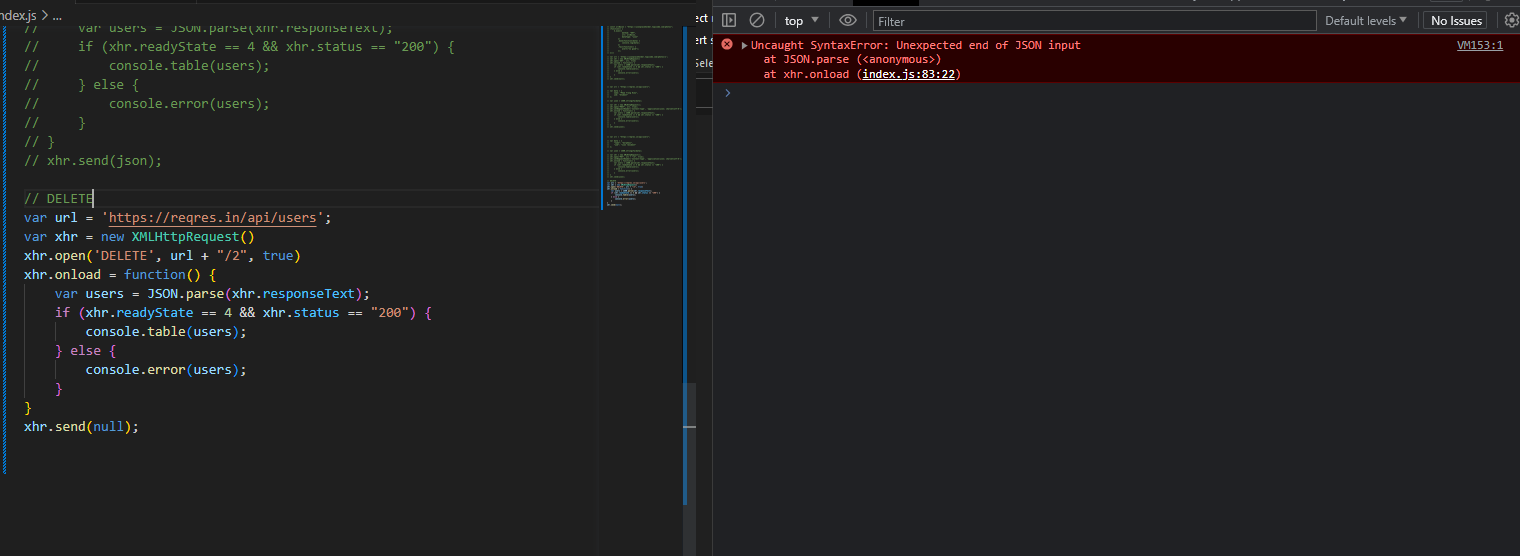 ndex.js > ...
//     var users = JSON.parse(xhr.responseText);
//     if (xhr.readyState == 4 && xhr.status == "200") {
//         console.table(users);
//     } else {
//         console.error(users);
//     }
// }
// xhr.send(json);
// DELETE
var url = 'https://reqres.in/api/users';
var xhr = new XMLHttpRequest()
xhr.open('DELETE', url + "/2", true)
xhr.onload = function() {
    var users = JSON.parse(xhr.responseText);
    if (xhr.readyState == 4 && xhr.status == "200") {
        console.table(users);
    } else {
        console.error(users);
    }
}
xhr.send(null);
top
Filter
Default levels
No Issues
Uncaught SyntaxError: Unexpected end of JSON input
VM153:1
at JSON.parse (<anonymous>)
at xhr.onload (index.js:83:22)